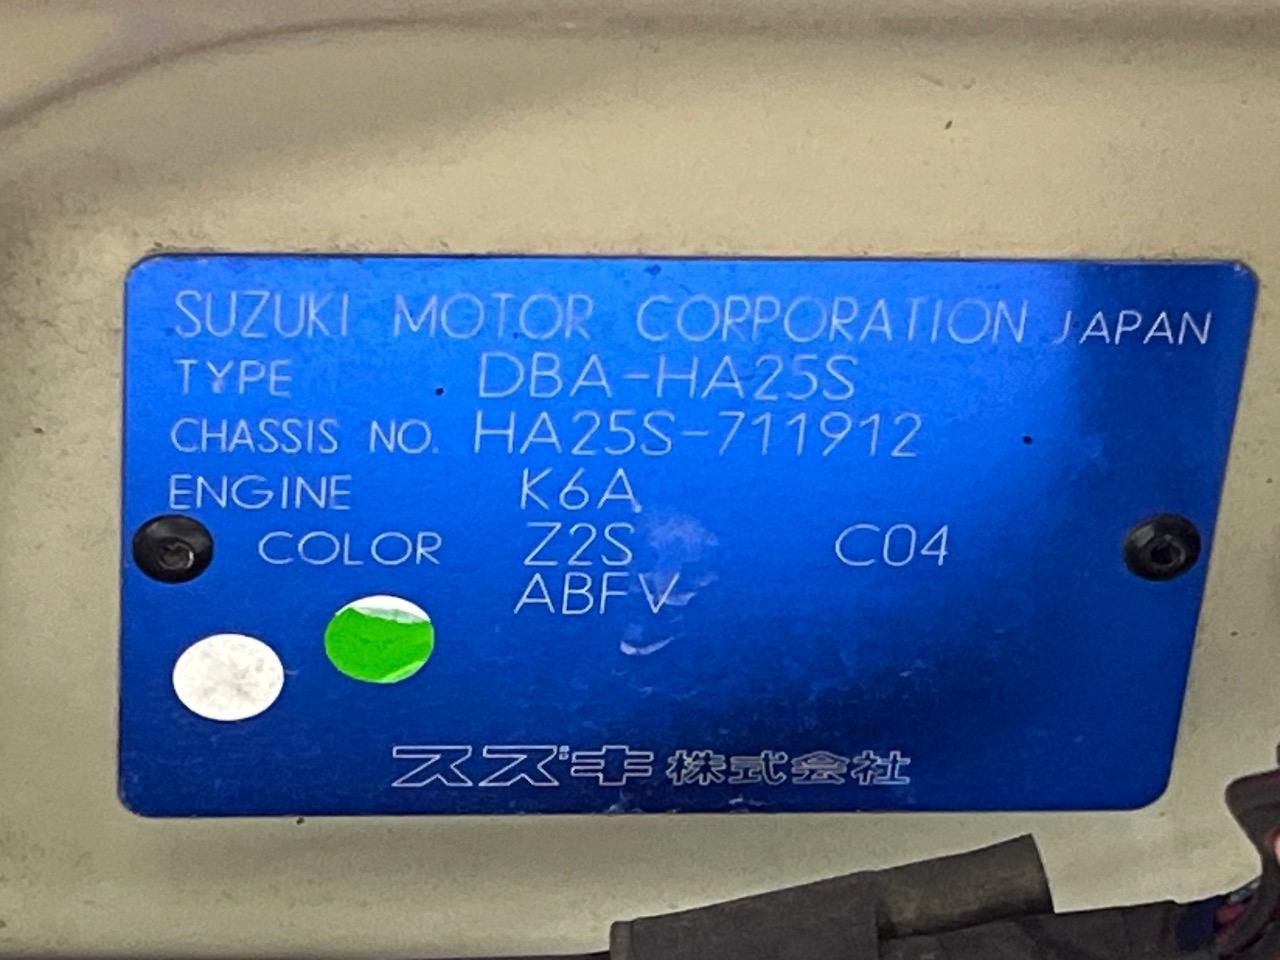 SUZUKI MOTOR CORPORATION JAPAN
TYPE DBA-HA25S
CHASSIS NO. HA25S-711912
ENGINE K6A
COLOR Z2S C04
ABFV
スズキ株式会社